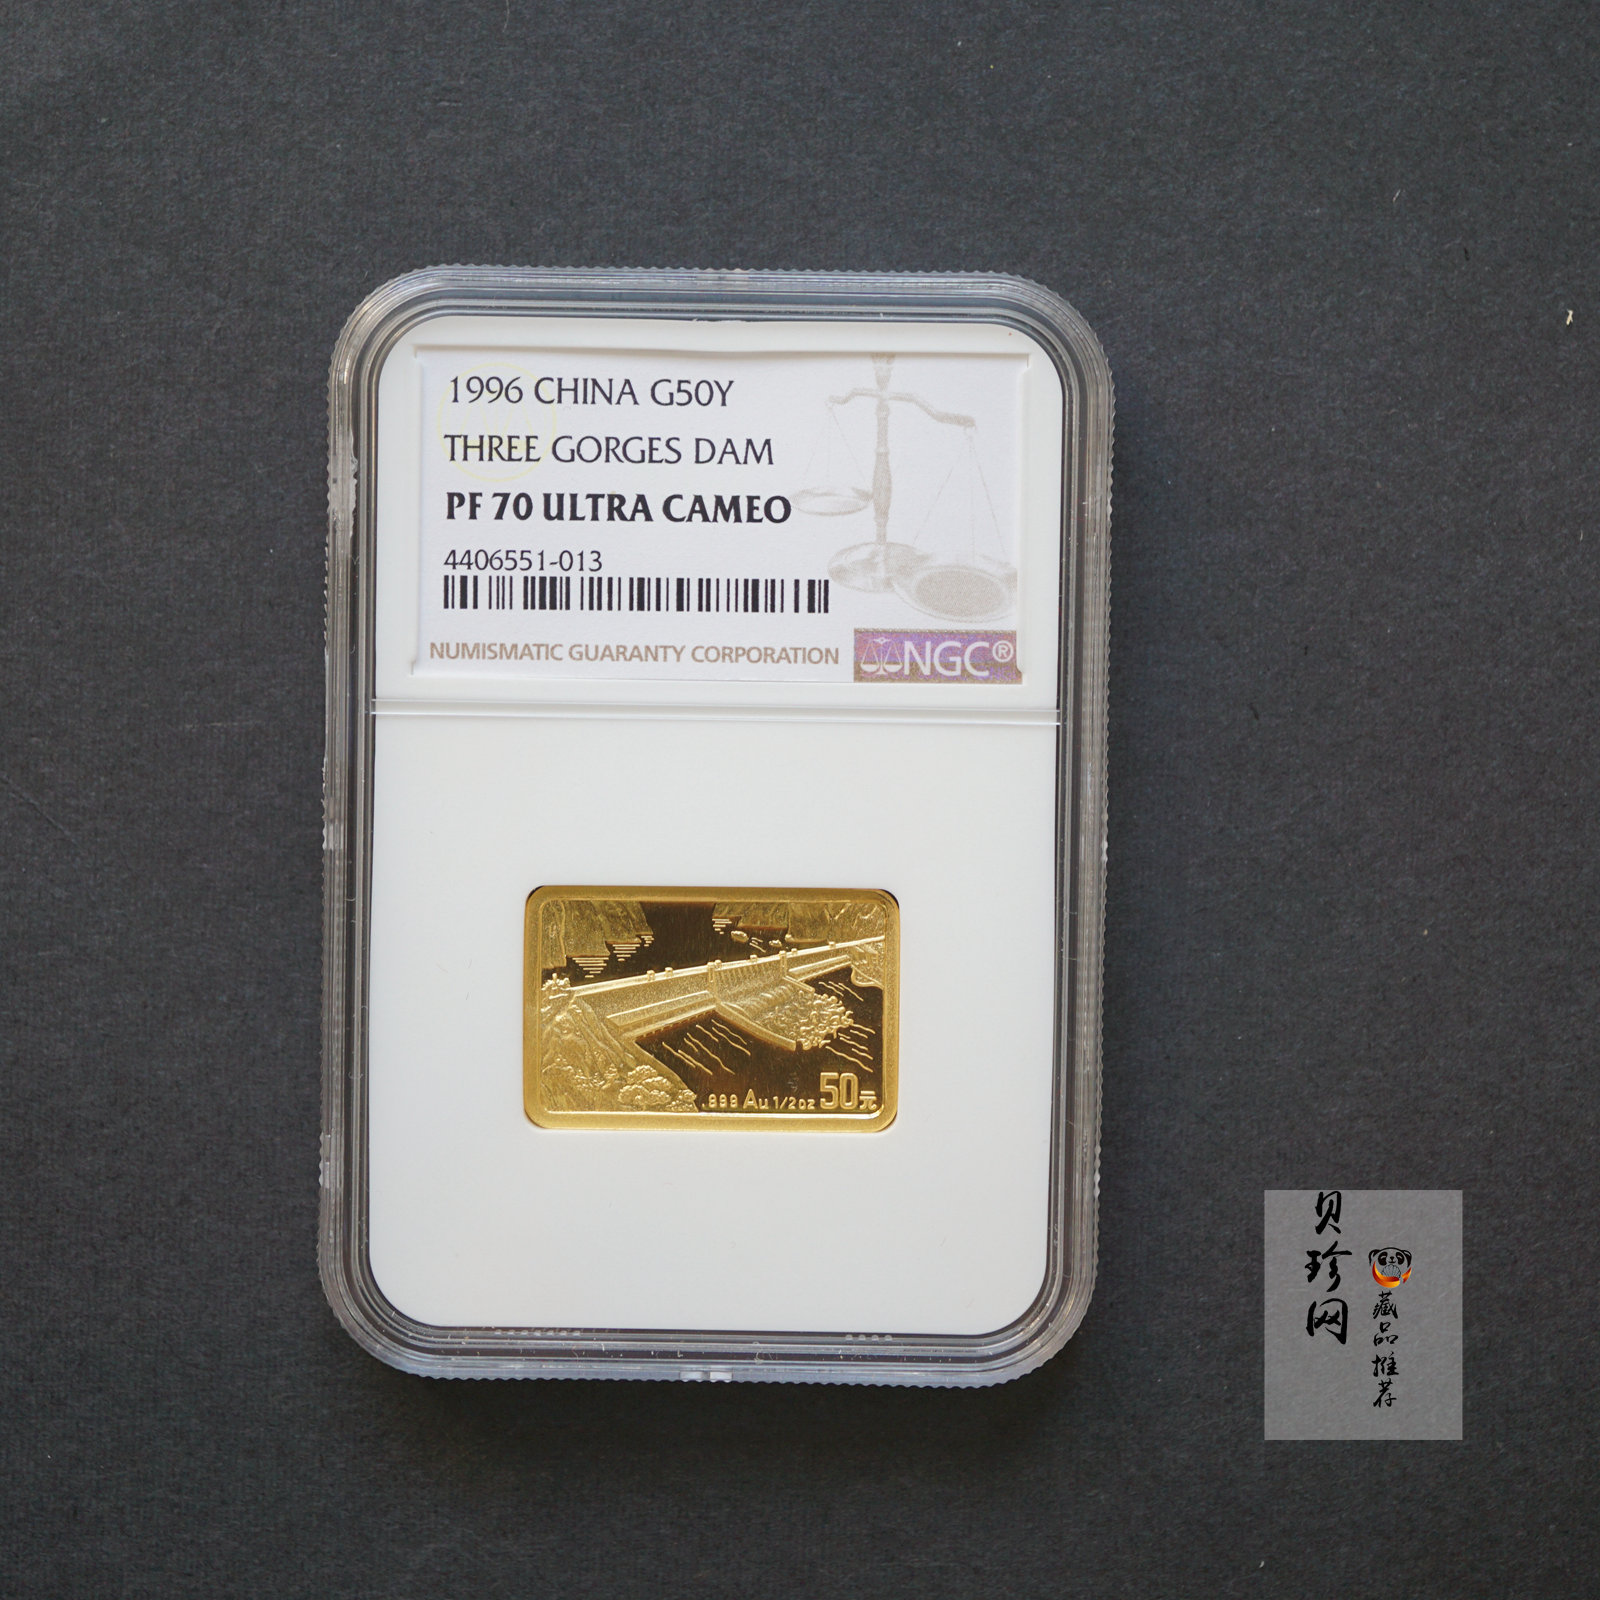 1996 CHINA G50Y
THREE GORGES DAM
PF 70 ULTRA CAMEO
4406551-013
NUMISMATIC GUARANTY CORPORATION
NGC®
.999 Au 1/2oz 50元
贝珍网
藏品推荐